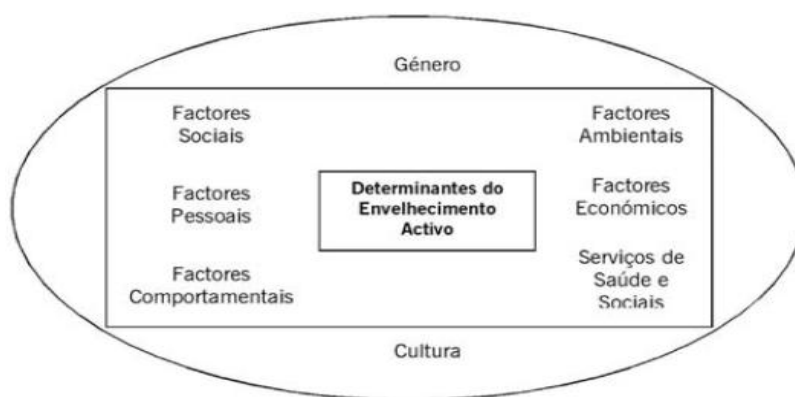 Género
Factores
Sociais
Factores
Pessoais
Factores
Comportamentais
Determinantes do
Envelhecimento
Activo
Factores
Ambientais
Factores
Económicos
Serviços de
Saúde e
Sociais
Cultura